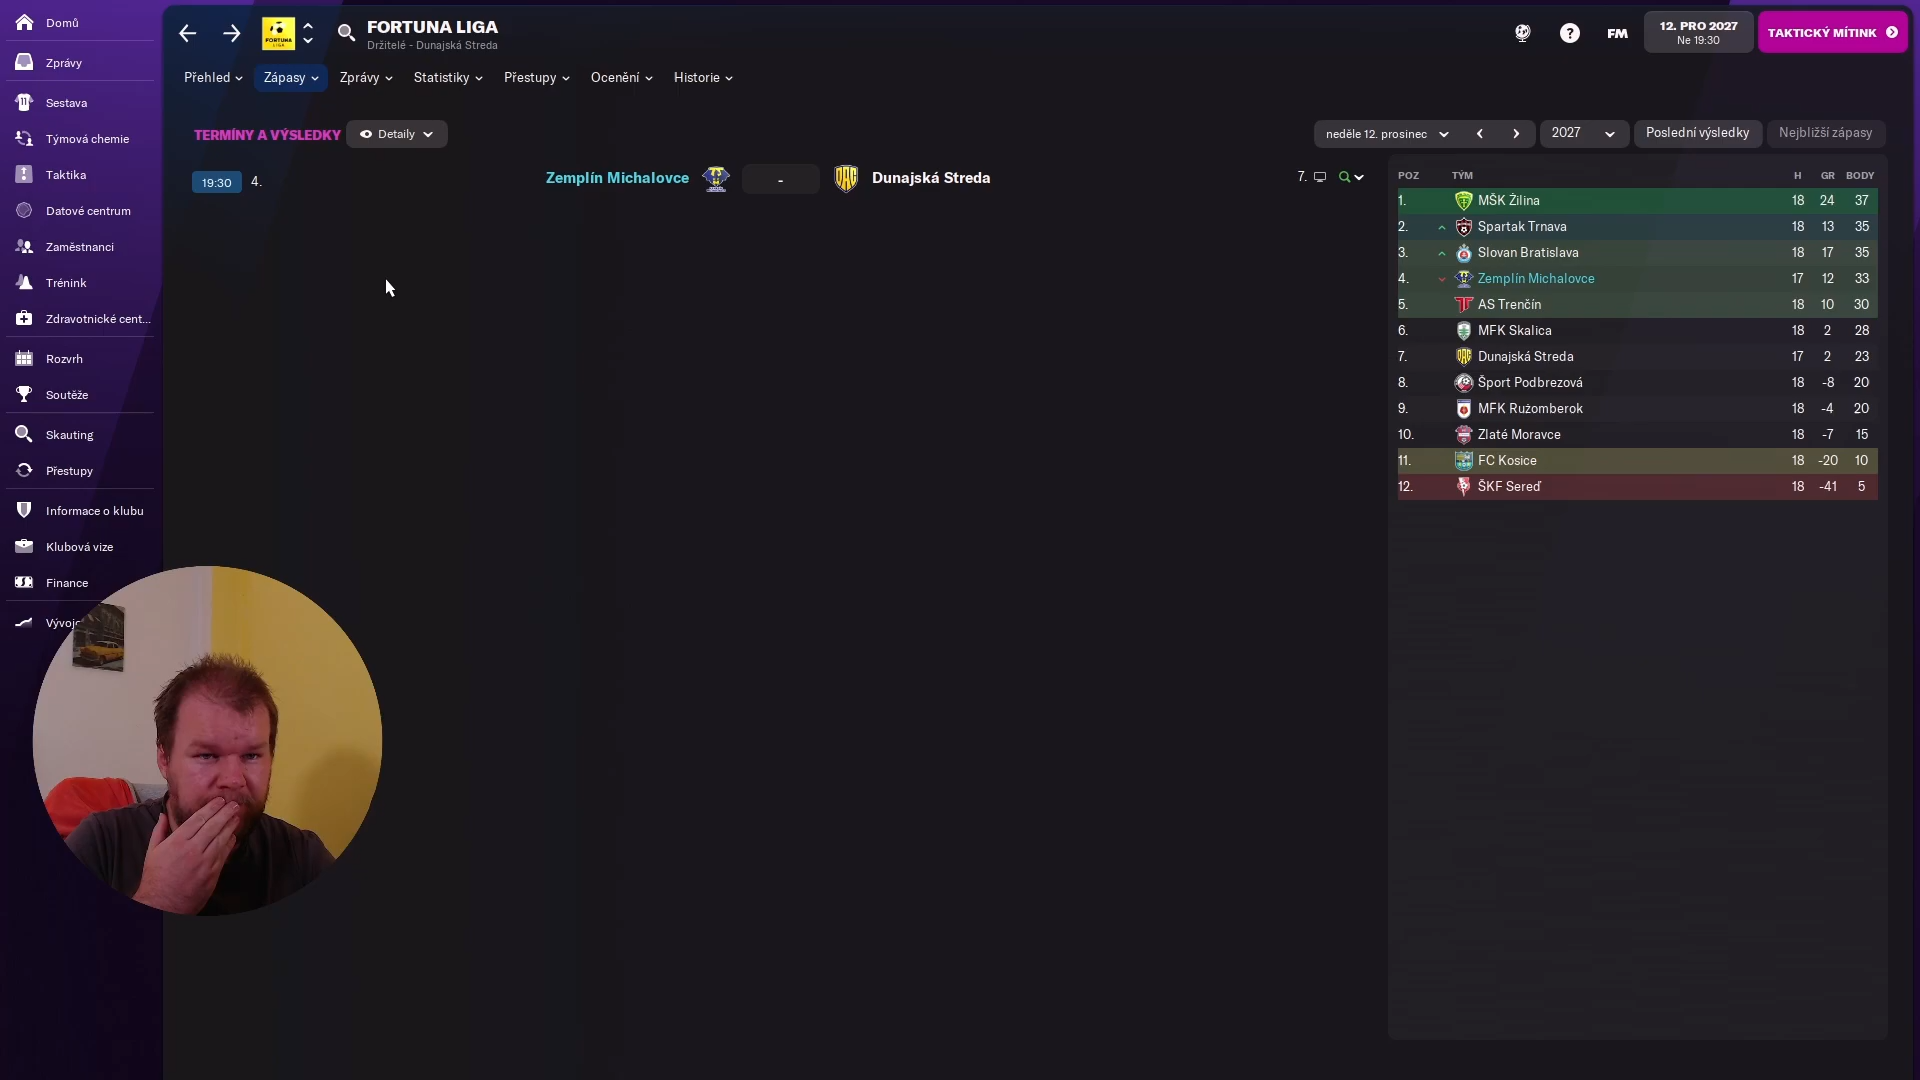 Domů
Zprávy
Sestava
Týmová chemie
Taktika
Datové centrum
Zaměstnanci
Trénink
Zdravotnické cent...
Rozvrh
Soutěže
Skauting
Přestupy
Informace o klubu
Klubová vize
Finance
FORTUNA LIGA
Držitelé - Dunajská Streda
FM
12. PRO 2027
Ne 19:30
TAKTICKÝ MÍTINK
Přehled Zápasy Zprávy Statistiky Přestupy Ocenění Historie
TERMÍNY A VÝSLEDKY Detaily
neděle 12. prosinec 2027 Poslední výsledky Nejbližší zápasy
19:30 4. Zemplín Michalovce - Dunajská Streda 7.
POZ TÝM H GR BODY
1. MŠK Žilina 18 24 37
2. Spartak Trnava 18 13 35
3. Slovan Bratislava 18 17 35
4. Zemplín Michalovce 17 12 33
5. AS Trenčín 18 10 30
6. MFK Skalica 18 2 28
7. Dunajská Streda 17 2 23
8. Šport Podbrezová 18 -8 20
9. MFK Ružomberok 18 -4 20
10. Zlaté Moravce 18 -7 15
11. FC Kosice 18 -20 10
12. ŠKF Sereď 18 -41 5